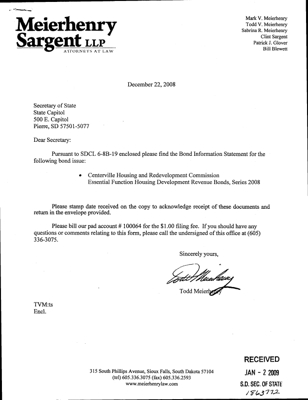 Meierhenry
Sargent LLP
ATTORNEYS AT LAW
Mark V. Meierhenry
Todd V. Meierhenry
Sabrina R. Meierhenry
Clint Sargent
Patrick J. Glover
Bill Blewett
December 22, 2008
Secretary of State
State Capitol
500 E. Capitol
Pierre, SD 57501-5077
Dear Secretary:
Pursuant to SDCL 6-8B-19 enclosed please find the Bond Information Statement for the
following bond issue:
• Centerville Housing and Redevelopment Commission
Essential Function Housing Development Revenue Bonds, Series 2008
Please stamp date received on the copy to acknowledge receipt of these documents and
return in the envelope provided.
Please bill our pad account # 100064 for the $1.00 filing fee. If you should have any
questions or comments relating to this form, please call the undersigned of this office at (605)
336-3075.
Sincerely yours,
Todd Meierhenry
Todd Meierhenry
TVM:ts
Encl.
315 South Phillips Avenue, Sioux Falls, South Dakota 57104
(tel) 605.336.3075 (fax) 605.336.2593
www.meierhenrylaw.com
RECEIVED
JAN - 2 2009
S.D. SEC. OF STATE
1863772